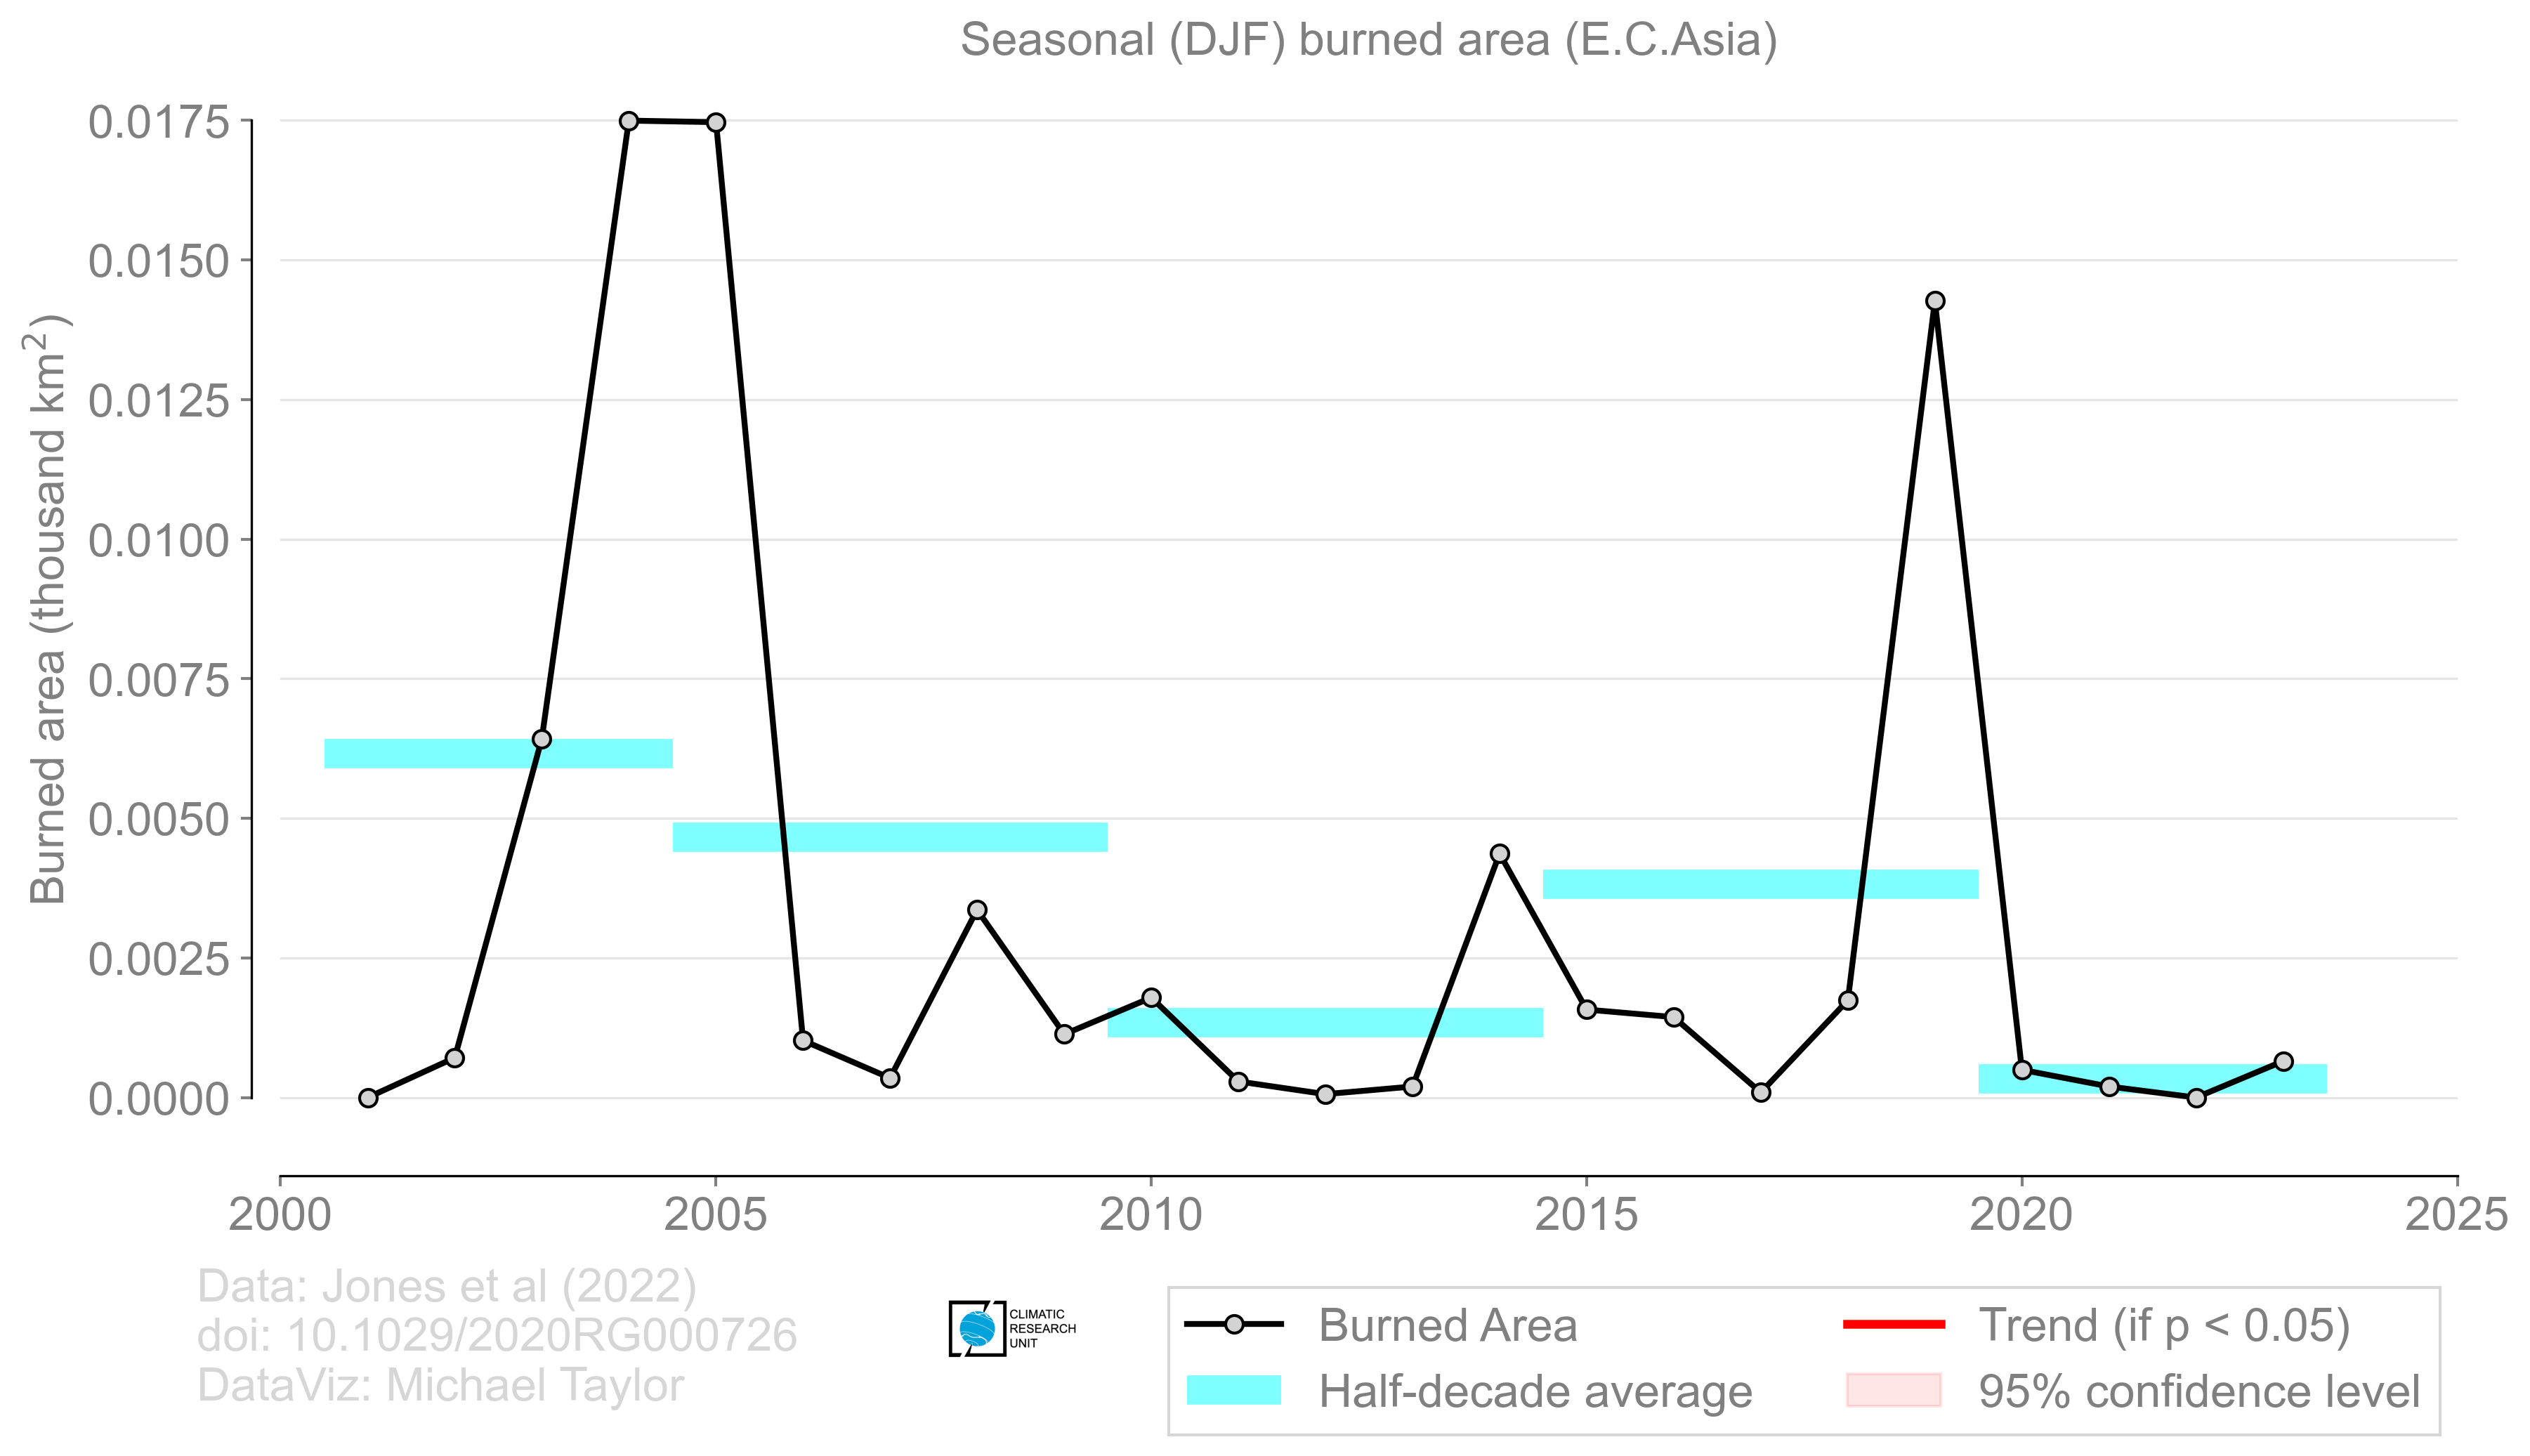 Seasonal (DJF) burned area (E.C.Asia)
Burned area (thousand km²)
0.0175
0.0150
0.0125
0.0100
0.0075
0.0050
0.0025
0.0000
2000 2005 2010 2015 2020 2025
Data: Jones et al (2022)
doi: 10.1029/2020RG000726
DataViz: Michael Taylor
CLIMATIC
RESEARCH
UNIT
Burned Area
Half-decade average
Trend (if p < 0.05)
95% confidence level